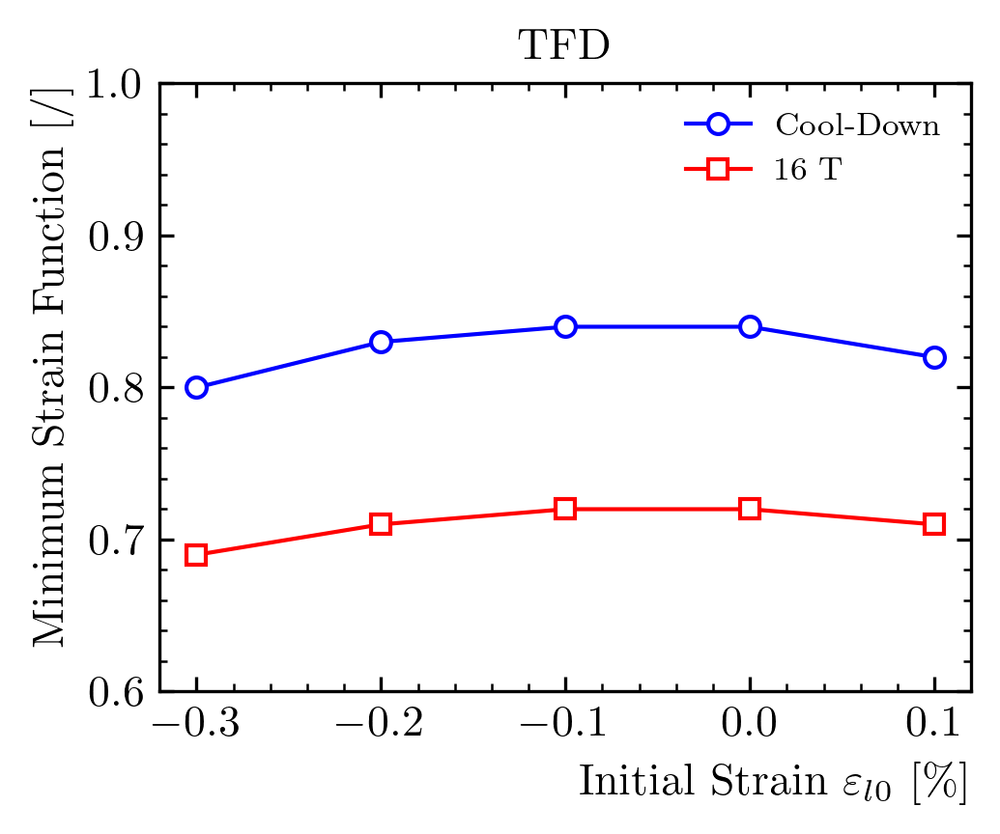 TFD
Minimum Strain Function [/]
1.0
0.9
0.8
0.7
0.6
Cool-Down
16 T
−0.3 −0.2 −0.1 0.0 0.1
Initial Strain εl0 [%]